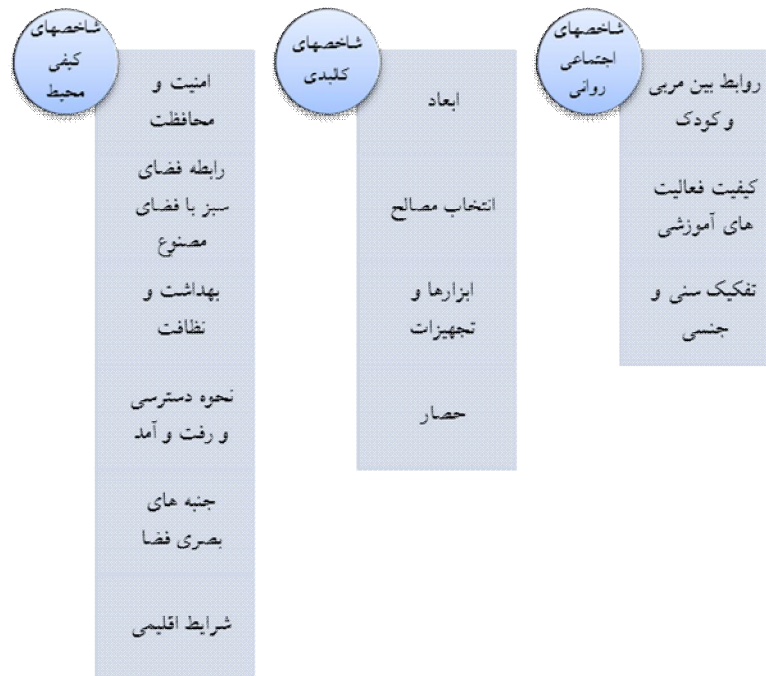 شاخصهای
اجتماعی
روانی
روابط بین مربی
و کودک
کیفیت فعالیت
های آموزشی
تفکیک سنی و
جنسی
شاخصهای
کالبدی
ابعاد
انتخاب مصالح
ابزارها و
تجهیزات
حصار
شاخصهای
کیفی
محیط
امنیت و
محافظت
رابطه فضای
سبز با فضای
مصنوع
بهداشت و
نظافت
نحوه دسترسی
و رفت و آمد
جنبه های
بصری فضا
شرایط اقلیمی